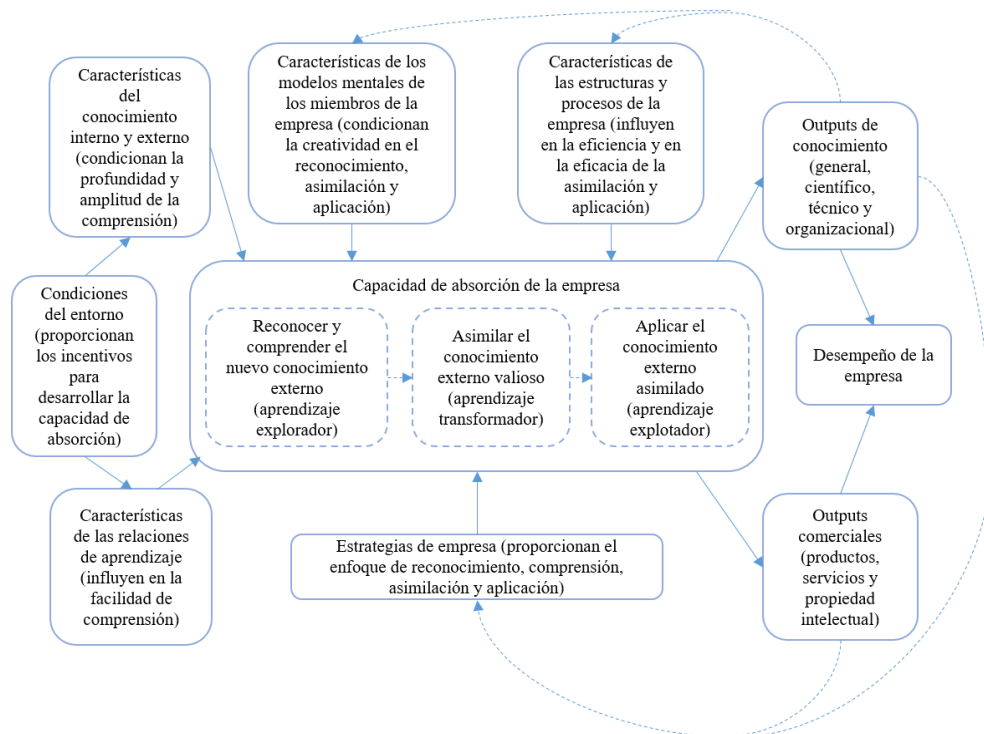 Características
del
conocimiento
interno y externo
(condicionan la
profundidad y
amplitud de la
comprensión)
Características de los
modelos mentales de
los miembros de la
empresa (condicionan
la creatividad en el
reconocimiento,
asimilación y
aplicación)
Características de
las estructuras y
procesos de la
empresa (influyen
en la eficiencia y en
la eficacia de la
asimilación y
aplicación)
Outputs de
conocimiento
(general,
científico,
técnico y
organizacional)
Condiciones
del entorno
(proporcionan
los incentivos
para
desarrollar la
capacidad de
absorción)
Capacidad de absorción de la empresa
Reconocer y
comprender el
nuevo conocimiento
externo
(aprendizaje
explorador)
Asimilar el
conocimiento
externo valioso
(aprendizaje
transformador)
Aplicar el
conocimiento
externo
asimilado
(aprendizaje
explotador)
Desempeño de la
empresa
Características
de las relaciones
de aprendizaje
(influyen en la
facilidad de
comprensión)
Estrategias de empresa (proporcionan el
enfoque de reconocimiento, comprensión,
asimilación y aplicación)
Outputs
comerciales
(productos,
servicios y
propiedad
intelectual)